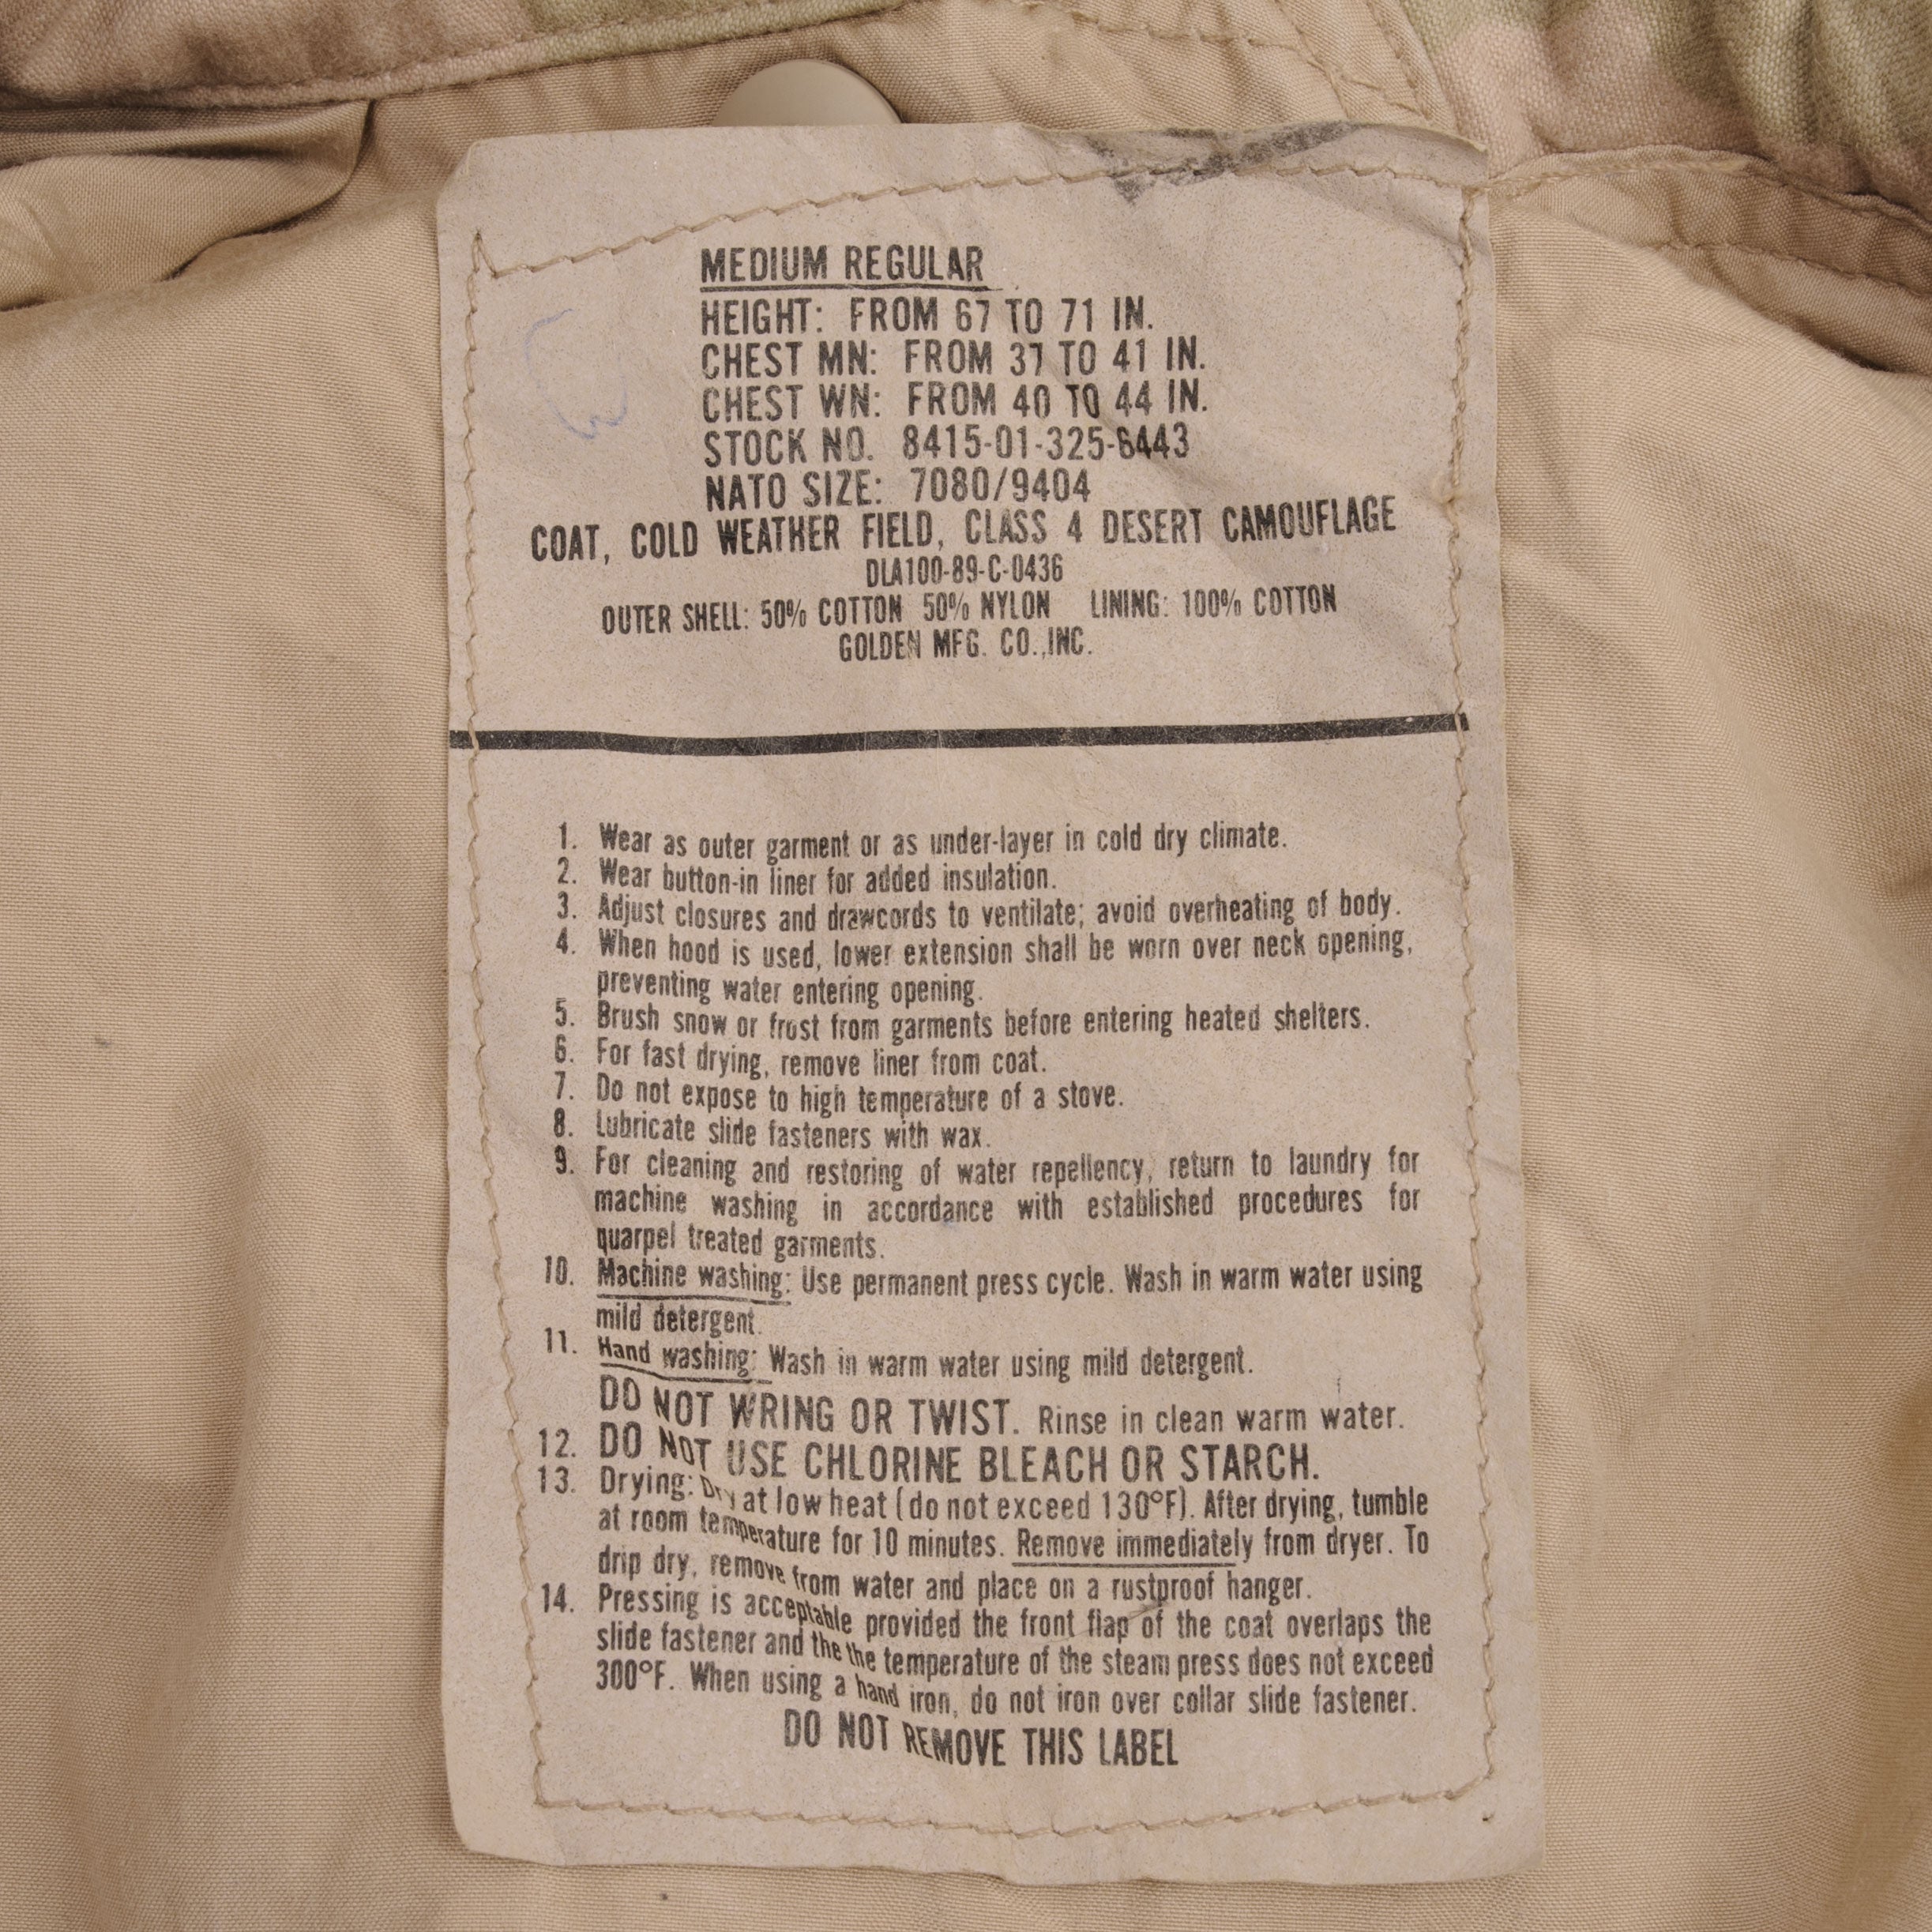 MEDIUM REGULAR
HEIGHT: FROM 67 TO 71 IN.
CHEST MN: FROM 37 TO 41 IN.
CHEST WN: FROM 40 TO 44 IN.
STOCK NO. 8415-01-325-6443
NATO SIZE: 7080/9404
COAT, COLD WEATHER FIELD, CLASS 4 DESERT CAMOUFLAGE
DLA100-89-C-0436
OUTER SHELL: 50% COTTON 50% NYLON LINING: 100% COTTON
GOLDEN MFG. CO.,INC.
1. Wear as outer garment or as under-layer in cold dry climate.
2. Wear button-in liner for added insulation.
3. Adjust closures and drawcords to ventilate; avoid overheating of body.
4. When hood is used, lower extension shall be worn over neck opening,
preventing water entering opening.
5. Brush snow or frost from garments before entering heated shelters.
6. For fast drying, remove liner from coat.
7. Do not expose to high temperature of a stove.
8. Lubricate slide fasteners with wax.
9. For cleaning and restoring of water repellency, return to laundry for
machine washing in accordance with established procedures for
quarpel treated garments.
10. Machine washing: Use permanent press cycle. Wash in warm water using
mild detergent.
11. Hand washing: Wash in warm water using mild detergent.
DO NOT WRING OR TWIST. Rinse in clean warm water.
12. DO NOT USE CHLORINE BLEACH OR STARCH.
13. Drying: Dry at low heat (do not exceed 130°F). After drying, tumble
at room temperature for 10 minutes. Remove immediately from dryer. To
drip dry, remove from water and place on a rustproof hanger.
14. Pressing is acceptable provided the front flap of the coat overlaps the
slide fastener and the the temperature of the steam press does not exceed
300°F. When using a hand iron, do not iron over collar slide fastener.
DO NOT REMOVE THIS LABEL